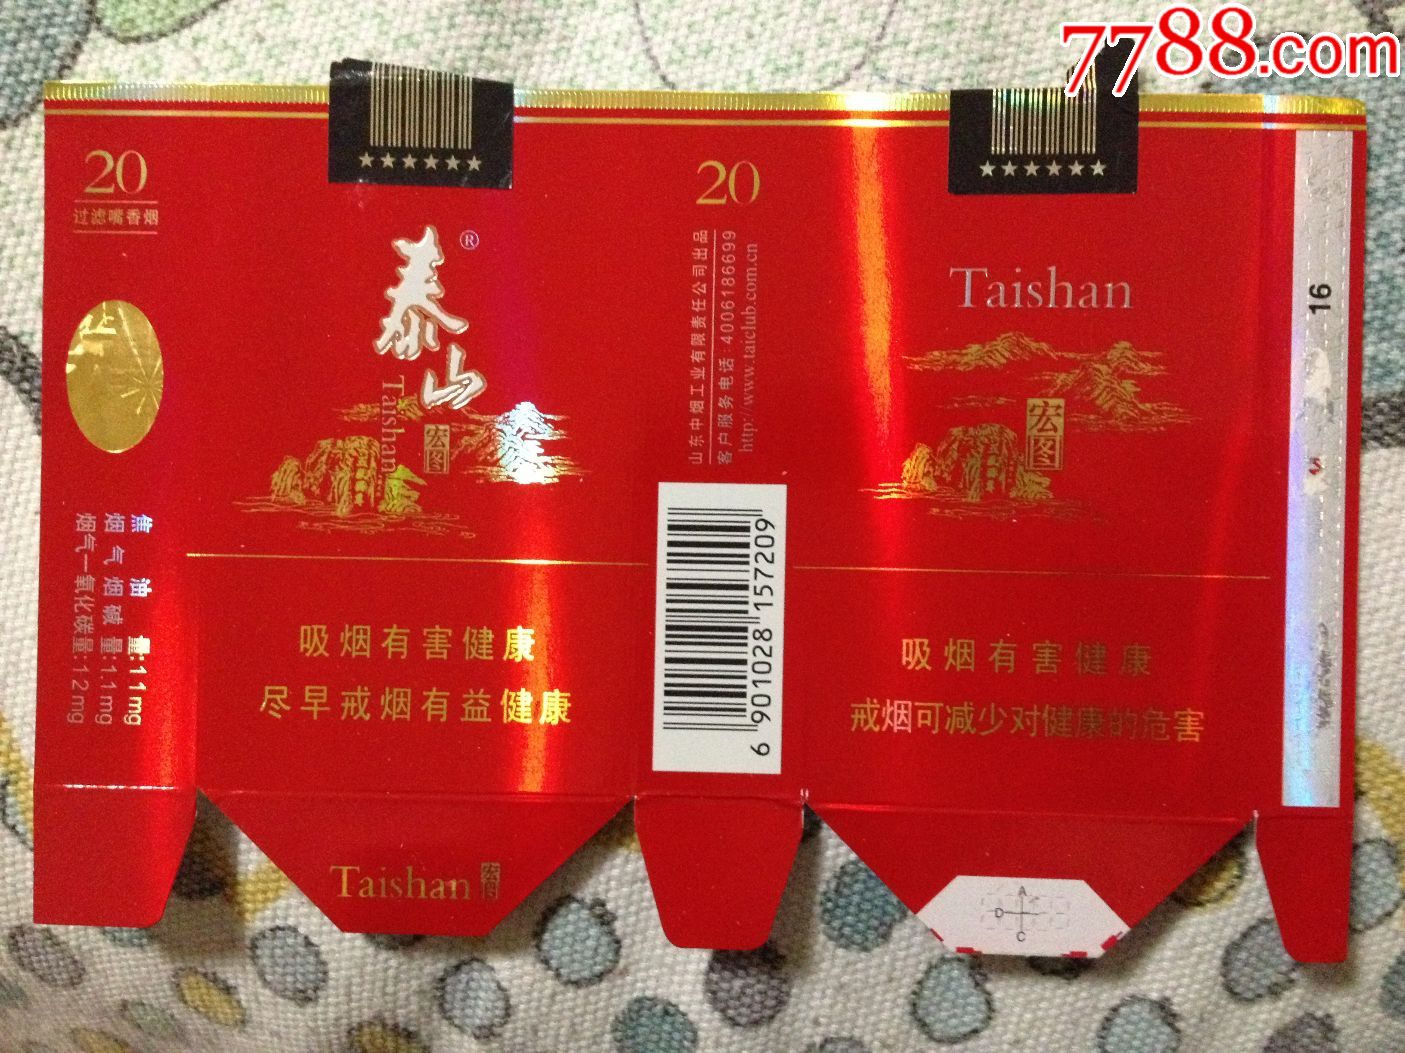 7788.com
20
过滤嘴香烟
焦油量:11mg
烟气烟碱量:1.1mg
烟气一氧化碳量:12mg
泰山®
Taishan
宏图
吸烟有害健康
尽早戒烟有益健康
Taishan 宏图
20
山东中烟工业有限责任公司出品
客户服务电话 4006186699
http://www.taiclub.com.cn
6 901028 157209
Taishan
宏图
吸烟有害健康
戒烟可减少对健康的危害
A
D
C
16